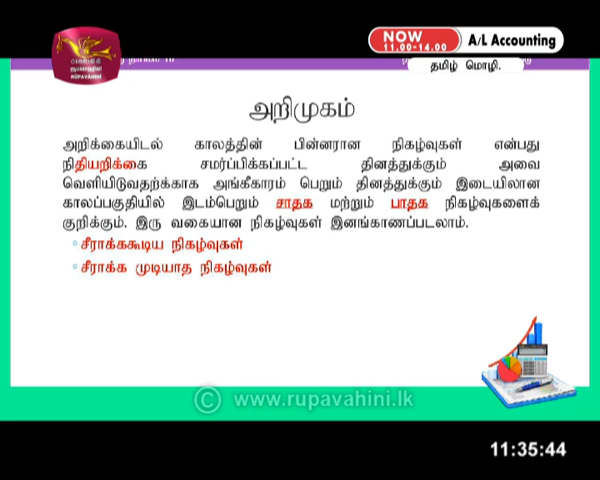 NOW
11.00-14.00
A/L Accounting
தமிழ் மொழி.
அறிமுகம்
அறிக்கையிடல் காலத்தின் பின்னரான நிகழ்வுகள் என்பது
நிதியறிக்கை சமர்ப்பிக்கப்பட்ட தினத்துக்கும் அவை
வெளியிடுவதற்க்காக அங்கீகாரம் பெறும் தினத்துக்கும் இடையிலான
காலப்பகுதியில் இடம்பெறும் சாதக மற்றும் பாதக நிகழ்வுகளைக்
குறிக்கும். இரு வகையான நிகழ்வுகள் இனங்காணப்படலாம்.
சீராக்ககூடிய நிகழ்வுகள்
சீராக்க முடியாத நிகழ்வுகள்
© www.rupavahini.lk
11:35:44